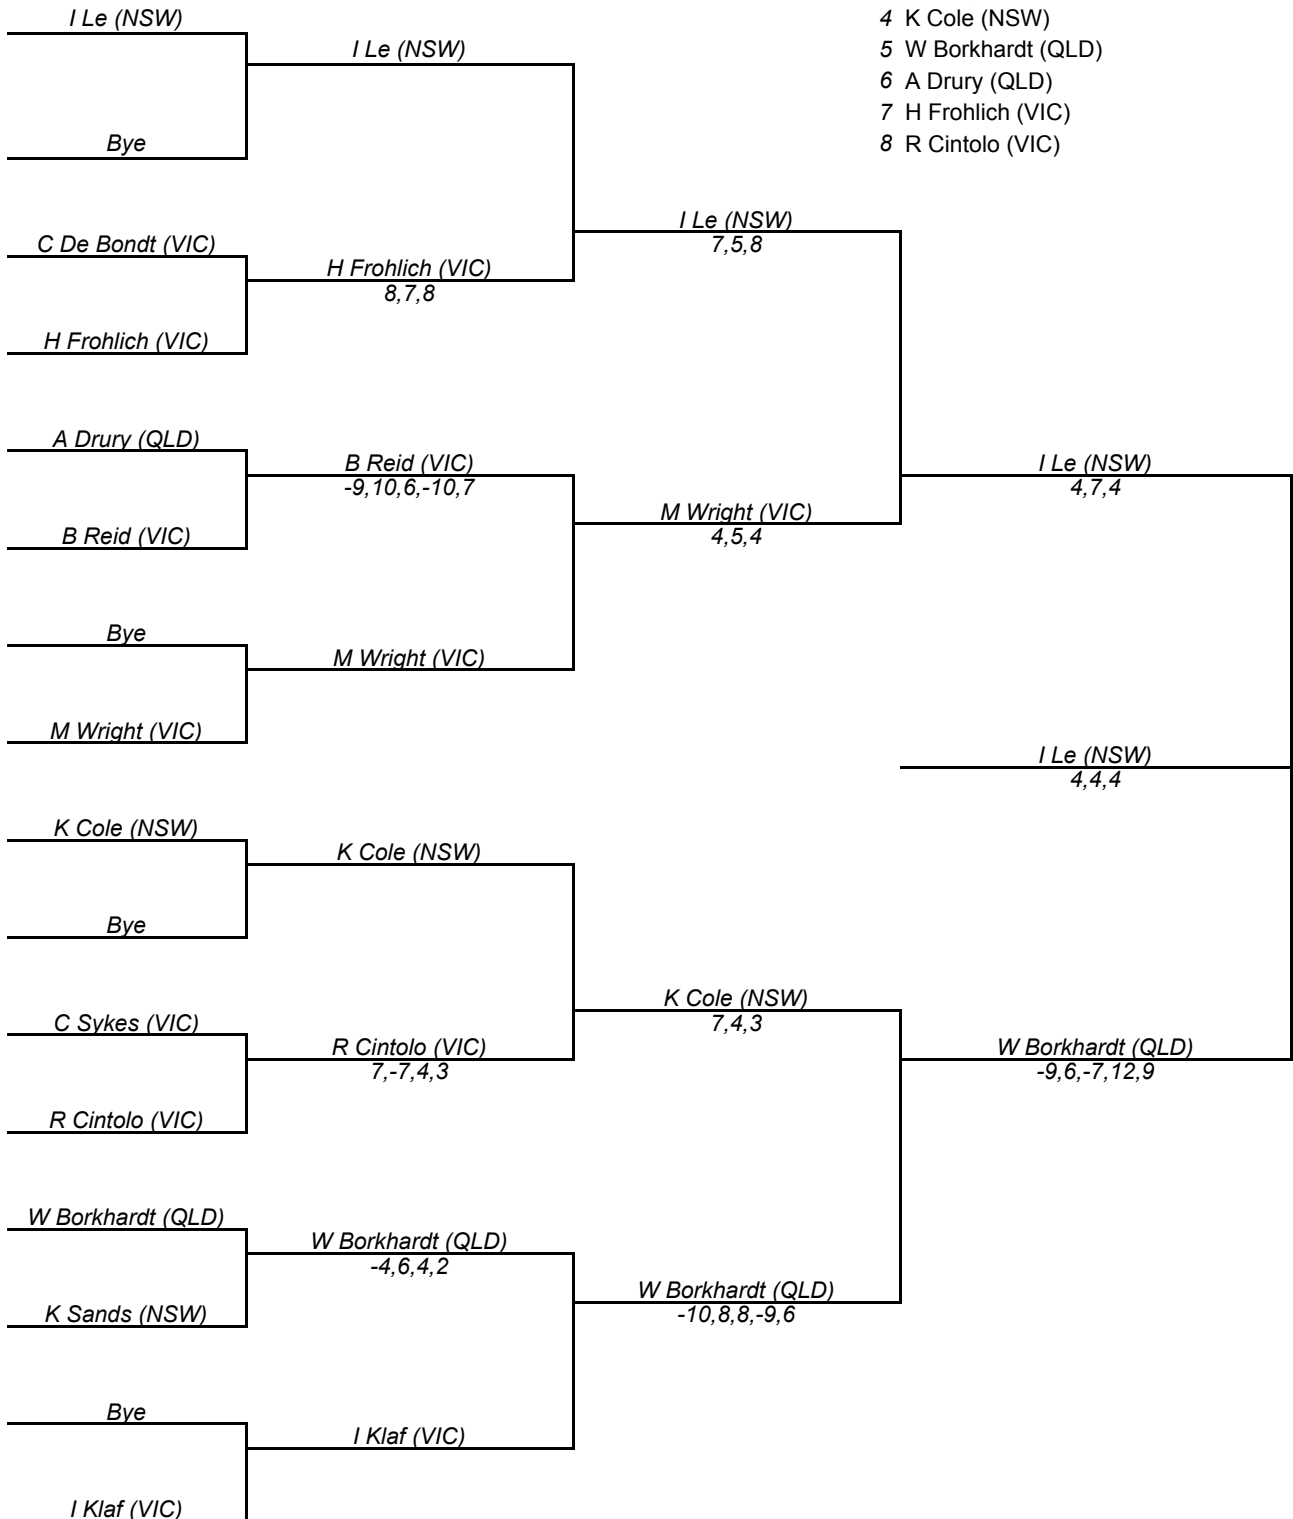 I Le (NSW)
4 K Cole (NSW)
I Le (NSW)
5 W Borkhardt (QLD)
6 A Drury (QLD)
7 H Frohlich (VIC)
Bye
8 R Cintolo (VIC)
I Le (NSW)
7,5,8
C De Bondt (VIC)
H Frohlich (VIC)
8,7,8
H Frohlich (VIC)
A Drury (QLD)
B Reid (VIC)
-9,10,6,-10,7
I Le (NSW)
4,7,4
M Wright (VIC)
4,5,4
B Reid (VIC)
Bye
M Wright (VIC)
M Wright (VIC)
I Le (NSW)
4,4,4
K Cole (NSW)
K Cole (NSW)
Bye
K Cole (NSW)
7,4,3
C Sykes (VIC)
R Cintolo (VIC)
7,-7,4,3
W Borkhardt (QLD)
-9,6,-7,12,9
R Cintolo (VIC)
W Borkhardt (QLD)
W Borkhardt (QLD)
-4,6,4,2
W Borkhardt (QLD)
-10,8,8,-9,6
K Sands (NSW)
Bye
I Klaf (VIC)
I Klaf (VIC)